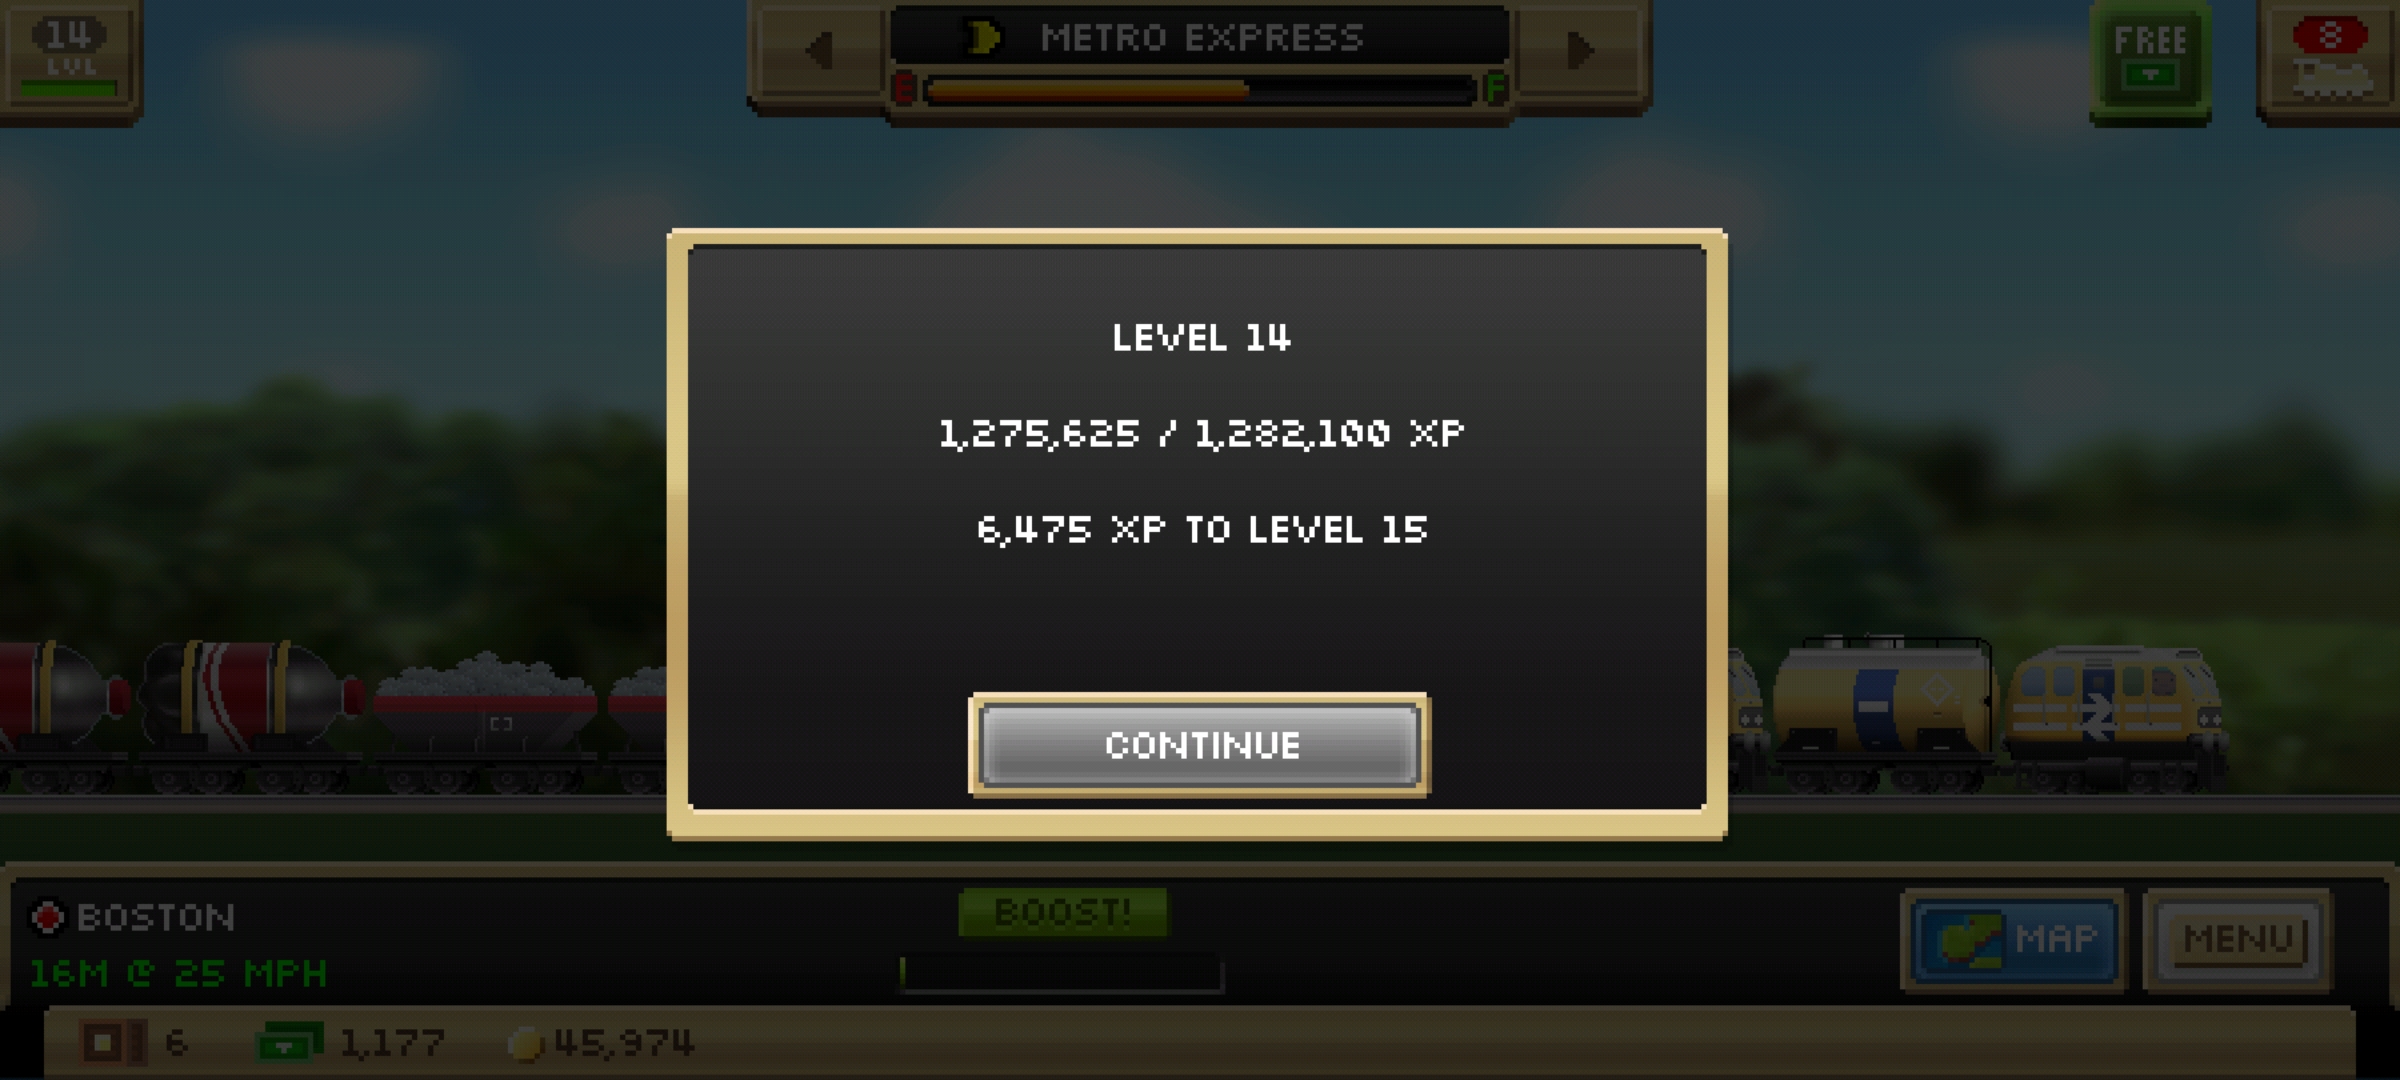 14
LVL
METRO EXPRESS
E
F
FREE
8
LEVEL 14
1,275,625 / 1,282,100 XP
6,475 XP TO LEVEL 15
CONTINUE
BOSTON
16M @ 25 MPH
BOOST!
MAP
MENU
6
1,177
45,974